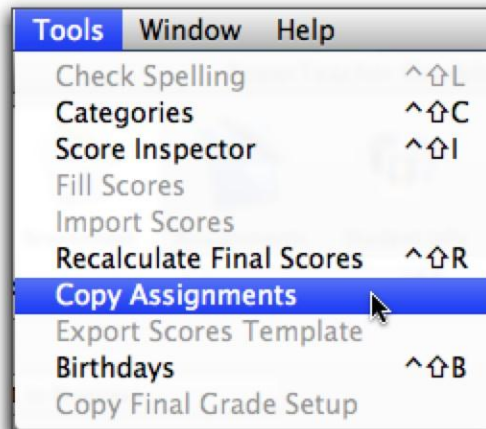 Tools Window Help
Check Spelling ^⇧L
Categories ^⇧C
Score Inspector ^⇧I
Fill Scores
Import Scores
Recalculate Final Scores ^⇧R
Copy Assignments
Export Scores Template
Birthdays ^⇧B
Copy Final Grade Setup